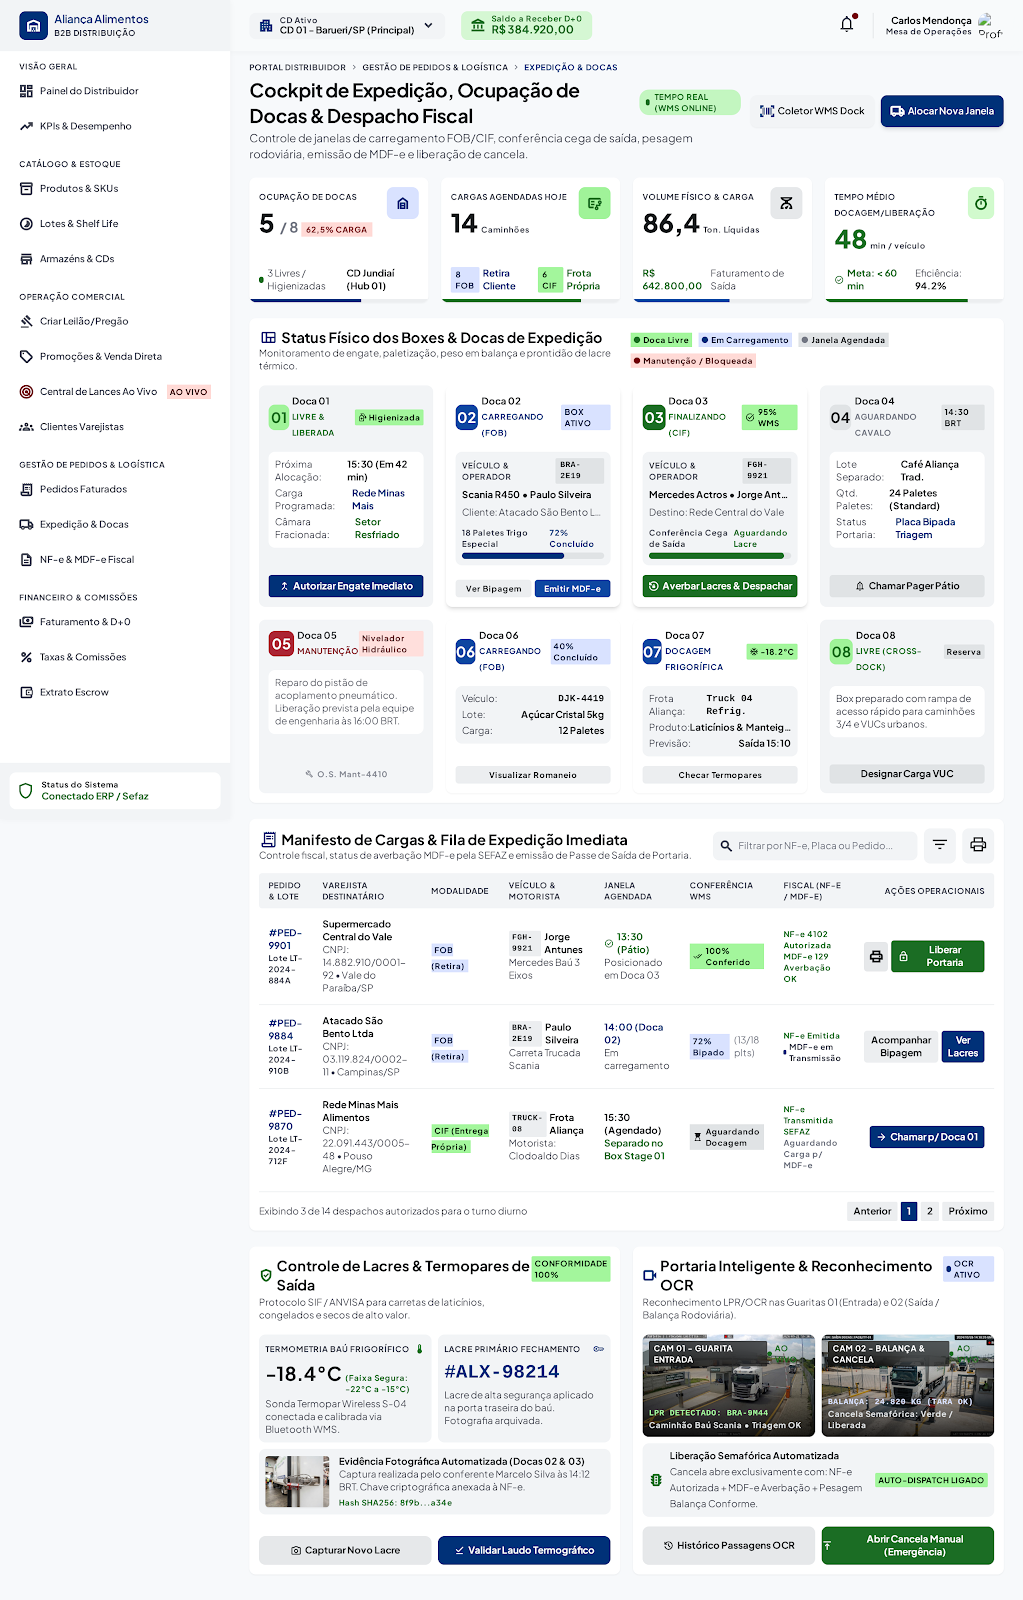 Aliança Alimentos
B2B DISTRIBUIÇÃO
CD Ativo
CD 01 – Barueri/SP (Principal)
Saldo a Receber D+0
R$ 384.920,00
Carlos Mendonça
Mesa de Operações
Prof
VISÃO GERAL
Painel do Distribuidor
KPIs & Desempenho
CATÁLOGO & ESTOQUE
Produtos & SKUs
Lotes & Shelf Life
Armazéns & CDs
OPERAÇÃO COMERCIAL
Criar Leilão/Pregão
Promoções & Venda Direta
Central de Lances Ao Vivo
AO VIVO
Clientes Varejistas
GESTÃO DE PEDIDOS & LOGÍSTICA
Pedidos Faturados
Expedição & Docas
NF-e & MDF-e Fiscal
FINANCEIRO & COMISSÕES
Faturamento & D+0
Taxas & Comissões
Extrato Escrow
Status do Sistema
Conectado ERP / Sefaz
PORTAL DISTRIBUIDOR > GESTÃO DE PEDIDOS & LOGÍSTICA > EXPEDIÇÃO & DOCAS
Cockpit de Expedição, Ocupação de
Docas & Despacho Fiscal
Controle de janelas de carregamento FOB/CIF, conferência cega de saída, pesagem
rodoviária, emissão de MDF-e e liberação de cancela.
TEMPO REAL
(WMS ONLINE)
Coletor WMS Dock
Alocar Nova Janela
OCUPAÇÃO DE DOCAS
5 / 8 62,5% CARGA
3 Livres /
Higienizadas
CD Jundiaí
(Hub 01)
CARGAS AGENDADAS HOJE
14 Caminhões
8
FOB
Retira
Cliente
6
CIF
Frota
Própria
VOLUME FÍSICO & CARGA
86,4 Ton. Líquidas
R$
642.800,00
Faturamento de
Saída
TEMPO MÉDIO
DOCAGEM/LIBERAÇÃO
48 min / veículo
Meta: < 60
min
Eficiência:
94.2%
Status Físico dos Boxes & Docas de Expedição
Monitoramento de engate, paletização, peso em balança e prontidão de lacre
térmico.
Doca Livre
Em Carregamento
Janela Agendada
Manutenção / Bloqueada
01
Doca 01
LIVRE &
LIBERADA
Higienizada
Próxima
Alocação:
15:30 (Em 42
min)
Carga
Programada:
Rede Minas
Mais
Câmara
Fracionada:
Setor
Resfriado
Autorizar Engate Imediato
02
Doca 02
CARREGANDO
(FOB)
BOX
ATIVO
VEÍCULO &
OPERADOR
BRA-
2E19
Scania R450 • Paulo Silveira
Cliente: Atacado São Bento L...
18 Paletes Trigo
Especial
72%
Concluído
Ver Bipagem
Emitir MDF-e
03
Doca 03
FINALIZANDO
(CIF)
95%
WMS
VEÍCULO &
OPERADOR
FGH-
9921
Mercedes Actros • Jorge Ant...
Destino: Rede Central do Vale
Conferência Cega
de Saída
Aguardando
Lacre
Averbar Lacres & Despachar
04
Doca 04
AGUARDANDO
CAVALO
14:30
BRT
Lote
Separado:
Café Aliança
Trad.
Qtd.
Paletes:
24 Paletes
(Standard)
Status
Portaria:
Placa Bipada
Triagem
Chamar Pager Pátio
05
Doca 05
MANUTENÇÃO
Nivelador
Hidráulico
Reparo do pistão de
acoplamento pneumático.
Liberação prevista pela equipe
de engenharia às 16:00 BRT.
O.S. Mant-4410
06
Doca 06
CARREGANDO
(FOB)
40%
Concluído
Veículo:
DJK-4419
Lote:
Açúcar Cristal 5kg
Carga:
12 Paletes
Visualizar Romaneio
07
Doca 07
DOCAGEM
FRIGORÍFICA
-18.2°C
Frota
Aliança:
Truck 04
Refrig.
Produto:
Laticínios & Manteig...
Previsão:
Saída 15:10
Checar Termopares
08
Doca 08
LIVRE (CROSS-
DOCK)
Reserva
Box preparado com rampa de
acesso rápido para caminhões
3/4 e VUCs urbanos.
Designar Carga VUC
Manifesto de Cargas & Fila de Expedição Imediata
Controle fiscal, status de averbação MDF-e pela SEFAZ e emissão de Passe de Saída de Portaria.
Filtrar por NF-e, Placa ou Pedido...
PEDIDO
& LOTE
VAREJISTA
DESTINATÁRIO
MODALIDADE
VEÍCULO &
MOTORISTA
JANELA
AGENDADA
CONFERÊNCIA
WMS
FISCAL (NF-E
/ MDF-E)
AÇÕES OPERACIONAIS
#PED-
9901
Lote LT-
2024-
884A
Supermercado
Central do Vale
CNPJ:
14.882.910/0001-
92 • Vale do
Paraíba/SP
FOB
(Retira)
FGH-
9921
Jorge
Antunes
Mercedes Baú 3
Eixos
13:30
(Pátio)
Posicionado
em Doca 03
100%
Conferido
NF-e 4102
Autorizada
MDF-e 129
Averbação
OK
Liberar
Portaria
#PED-
9884
Lote LT-
2024-
910B
Atacado São
Bento Ltda
CNPJ:
03.119.824/0002-
11 • Campinas/SP
FOB
(Retira)
BRA-
2E19
Paulo
Silveira
Carreta Trucada
Scania
14:00 (Doca
02)
Em
carregamento
72%
Bipado
(13/18
plts)
NF-e Emitida
MDF-e em
Transmissão
Acompanhar
Bipagem
Ver
Lacres
#PED-
9870
Lote LT-
2024-
712F
Rede Minas Mais
Alimentos
CNPJ:
22.091.443/0005-
48 • Pouso
Alegre/MG
CIF (Entrega
Própria)
TRUCK-
08
Frota
Aliança
Motorista:
Clodoaldo Dias
15:30
(Agendado)
Separado no
Box Stage 01
Aguardando
Docagem
NF-e
Transmitida
SEFAZ
Aguardando
Carga p/
MDF-e
Chamar p/ Doca 01
Exibindo 3 de 14 despachos autorizados para o turno diurno
Anterior
1
2
Próximo
Controle de Lacres & Termopares de
Saída
CONFORMIDADE
100%
Protocolo SIF / ANVISA para carretas de laticínios,
congelados e secos de alto valor.
TERMOMETRIA BAÚ FRIGORÍFICO
-18.4°C (Faixa Segura:
-22°C a -15°C)
Sonda Termopar Wireless S-04
conectada e calibrada via
Bluetooth WMS.
LACRE PRIMÁRIO FECHAMENTO
#ALX-98214
Lacre de alta segurança aplicado
na porta traseira do baú.
Fotografia arquivada.
Evidência Fotográfica Automatizada (Docas 02 & 03)
Captura realizada pelo conferente Marcelo Silva às 14:12
BRT. Chave criptográfica anexada à NF-e.
Hash SHA256: 8f9b...a34e
Capturar Novo Lacre
Validar Laudo Termográfico
Portaria Inteligente & Reconhecimento
OCR
OCR
ATIVO
Reconhecimento LPR/OCR nas Guaritas 01 (Entrada) e 02 (Saída /
Balança Rodoviária).
CAM 01 - GUARITA
ENTRADA
AO
LPR DETECTADO: BRA-9M44
Caminhão Baú Scania • Triagem OK
CAM 02 - BALANÇA &
CANCELA
AO
BALANÇA: 24.820 KG (TARA OK)
Cancela Semafórica: Verde /
Liberada
Liberação Semafórica Automatizada
Cancela abre exclusivamente com: NF-e
Autorizada + MDF-e Averbação + Pesagem
Balança Conforme.
AUTO-DISPATCH LIGADO
Histórico Passagens OCR
Abrir Cancela Manual
(Emergência)